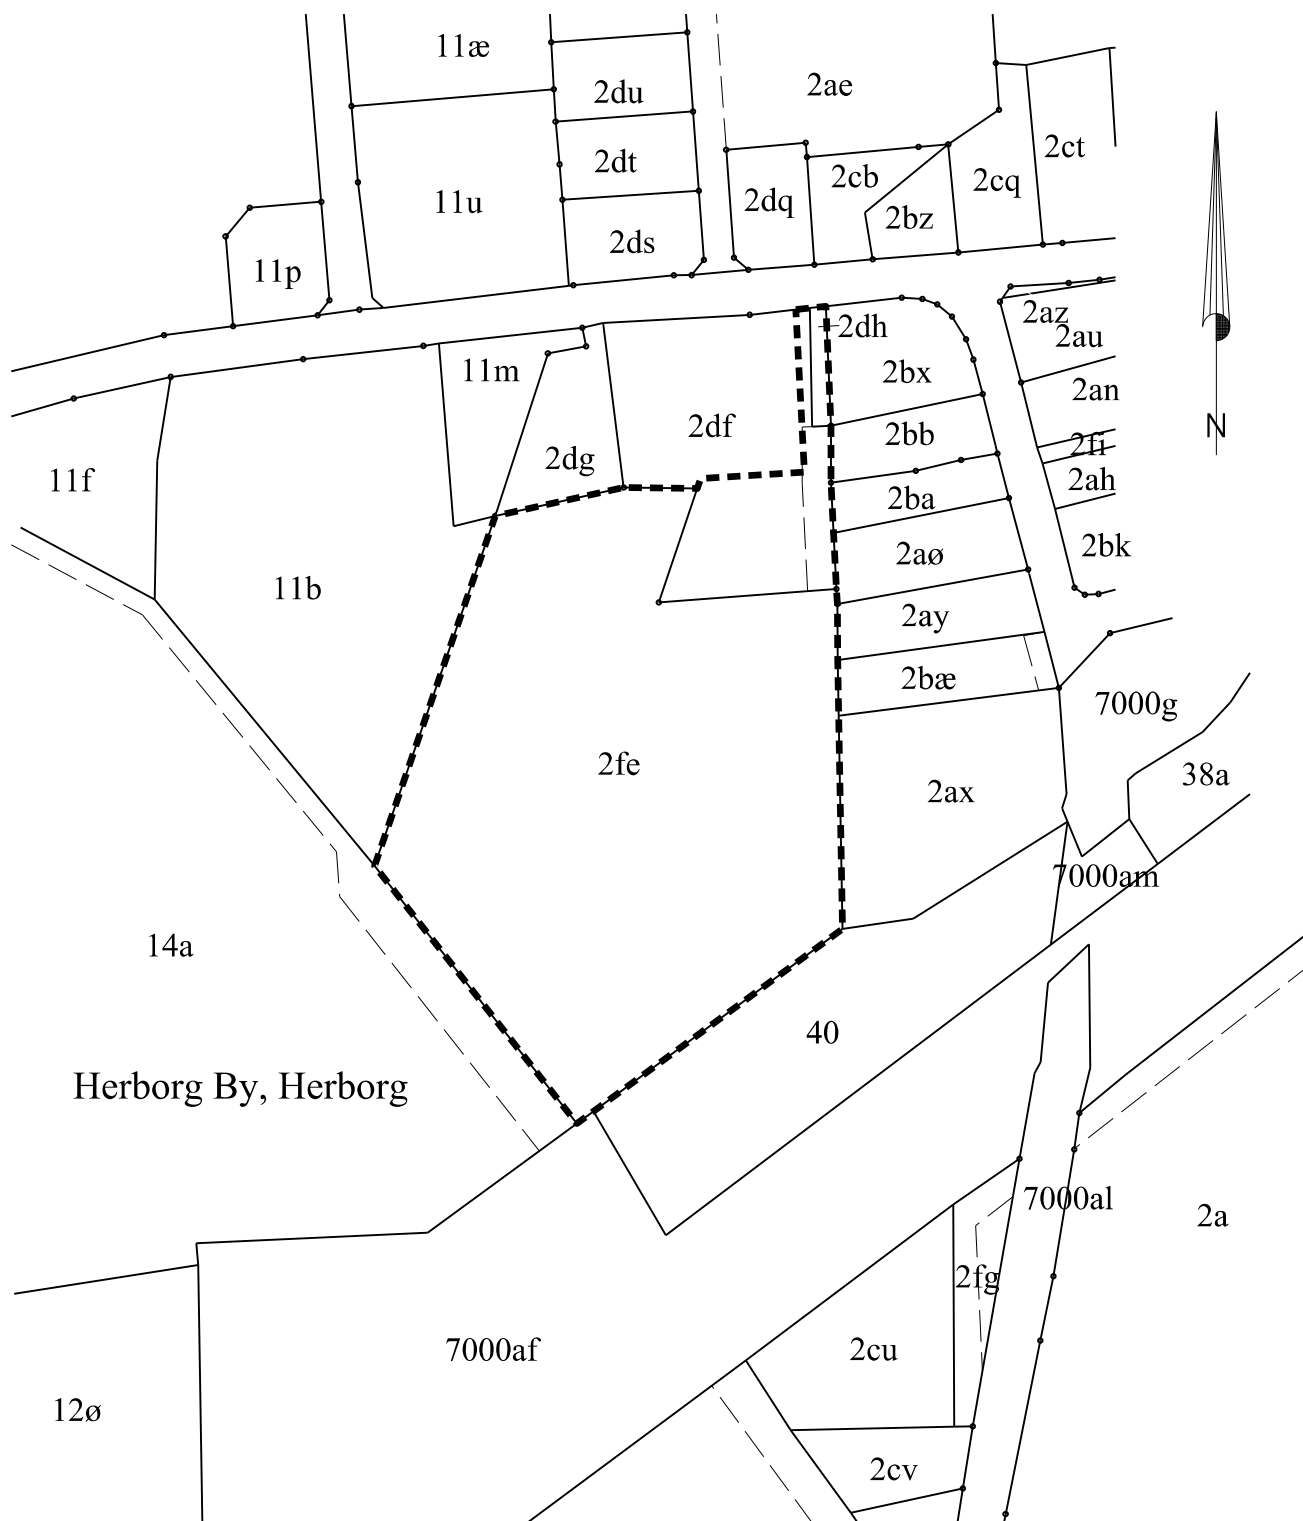 11æ
2du
2ae
2dt
2ct
2cb
2cq
11u
2dq
2bz
2ds
11p
2az
2dh
2au
11m
2bx
2an
2df
2bb
2fi
N
2dg
11f
2ah
2ba
2bk
2aø
11b
2ay
2bæ
7000g
2fe
38a
2ax
7000am
14a
40
Herborg By, Herborg
7000al
2a
2fg
7000af
2cu
12ø
2cv